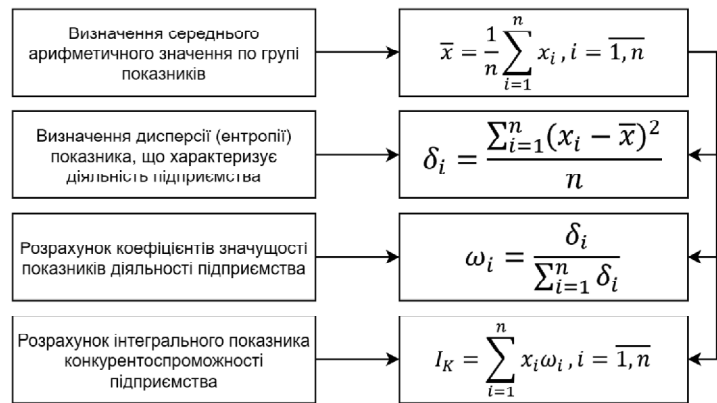 Визначення середнього
арифметичного значення по групі
показників
x̅ = 1/n ∑_{i=1}^{n} x_i , i = \overline{1, n}
Визначення дисперсії (ентропії)
показника, що характеризує
діяльність підприємства
δ_i = ∑_{i=1}^{n}(x_i − x̅)² / n
Розрахунок коефіцієнтів значущості
показників діяльності підприємства
ω_i = δ_i / ∑_{i=1}^{n} δ_i
Розрахунок інтегрального показника
конкурентоспроможності
підприємства
I_K = ∑_{i=1}^{n} x_i ω_i , i = \overline{1, n}